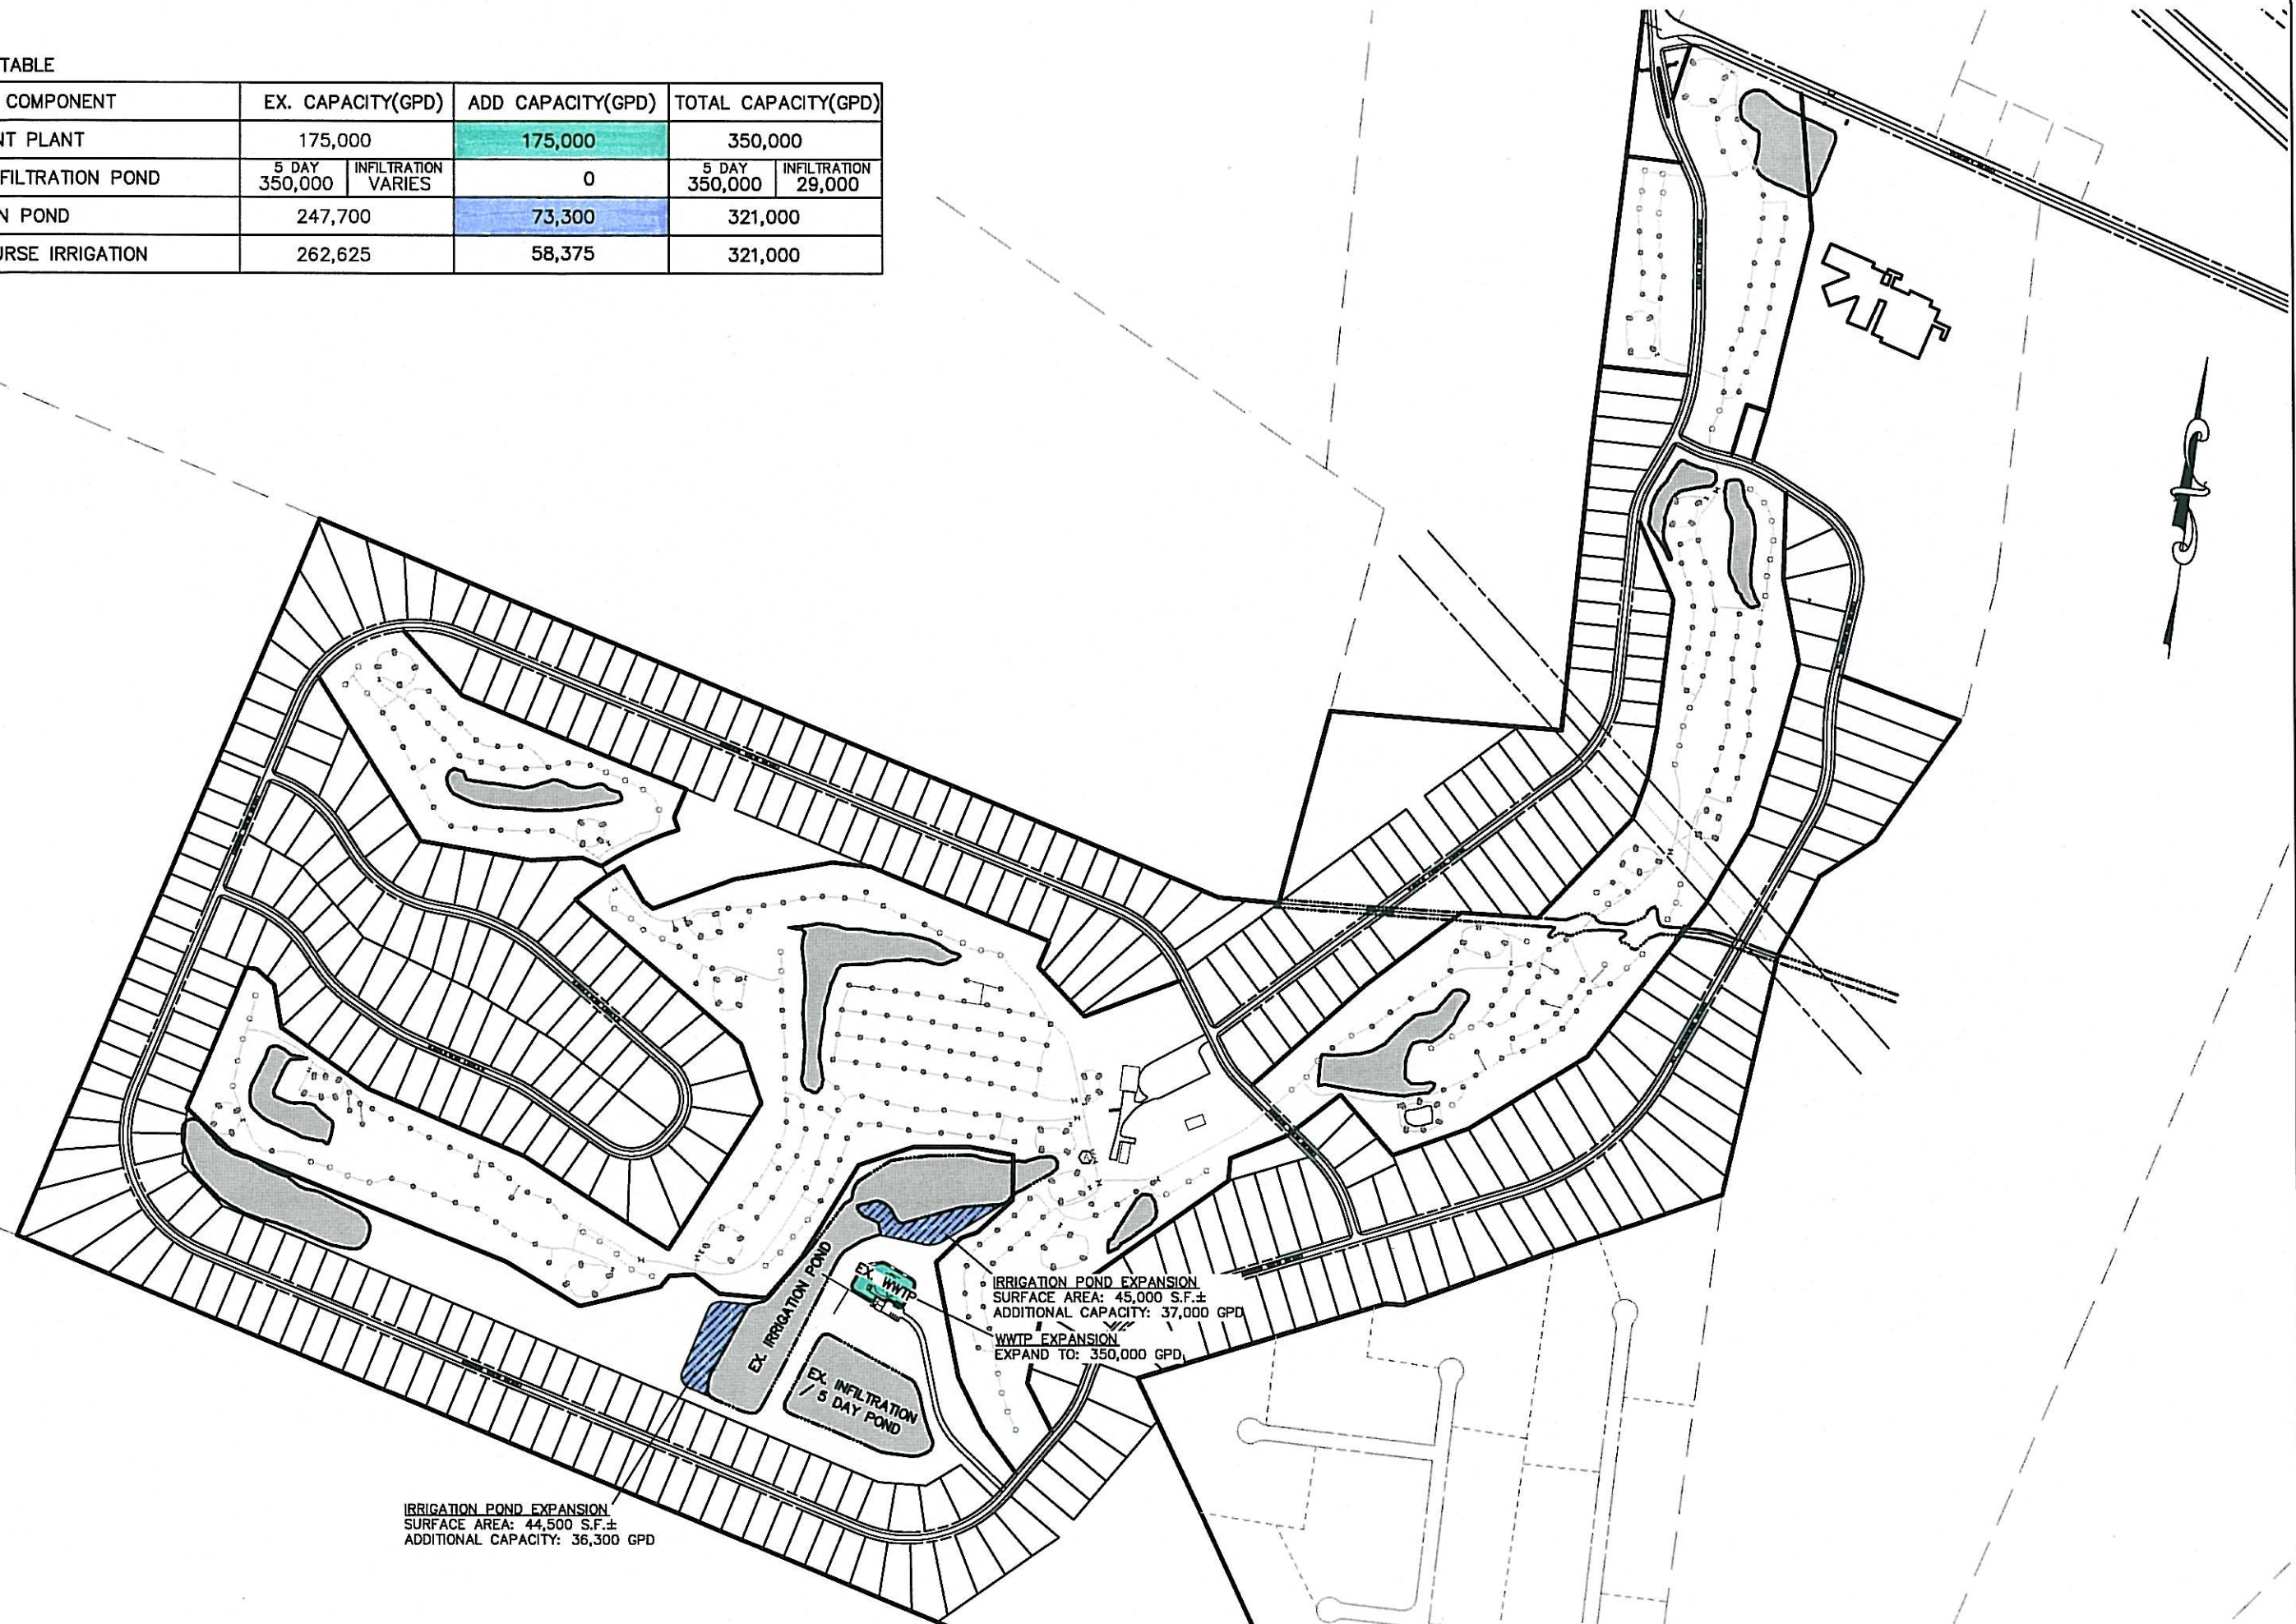 TABLE
COMPONENT EX. CAPACITY(GPD) ADD CAPACITY(GPD) TOTAL CAPACITY(GPD)
NT PLANT 175,000 175,000 350,000
FILTRATION POND 5 DAY 350,000 INFILTRATION VARIES 0 5 DAY 350,000 INFILTRATION 29,000
N POND 247,700 73,300 321,000
URSE IRRIGATION 262,625 58,375 321,000
EX. IRRIGATION POND
EX. WWTP
EX. INFILTRATION
/ 5 DAY POND
IRRIGATION POND EXPANSION
SURFACE AREA: 45,000 S.F.±
ADDITIONAL CAPACITY: 37,000 GPD
WWTP EXPANSION
EXPAND TO: 350,000 GPD
IRRIGATION POND EXPANSION
SURFACE AREA: 44,500 S.F.±
ADDITIONAL CAPACITY: 36,300 GPD